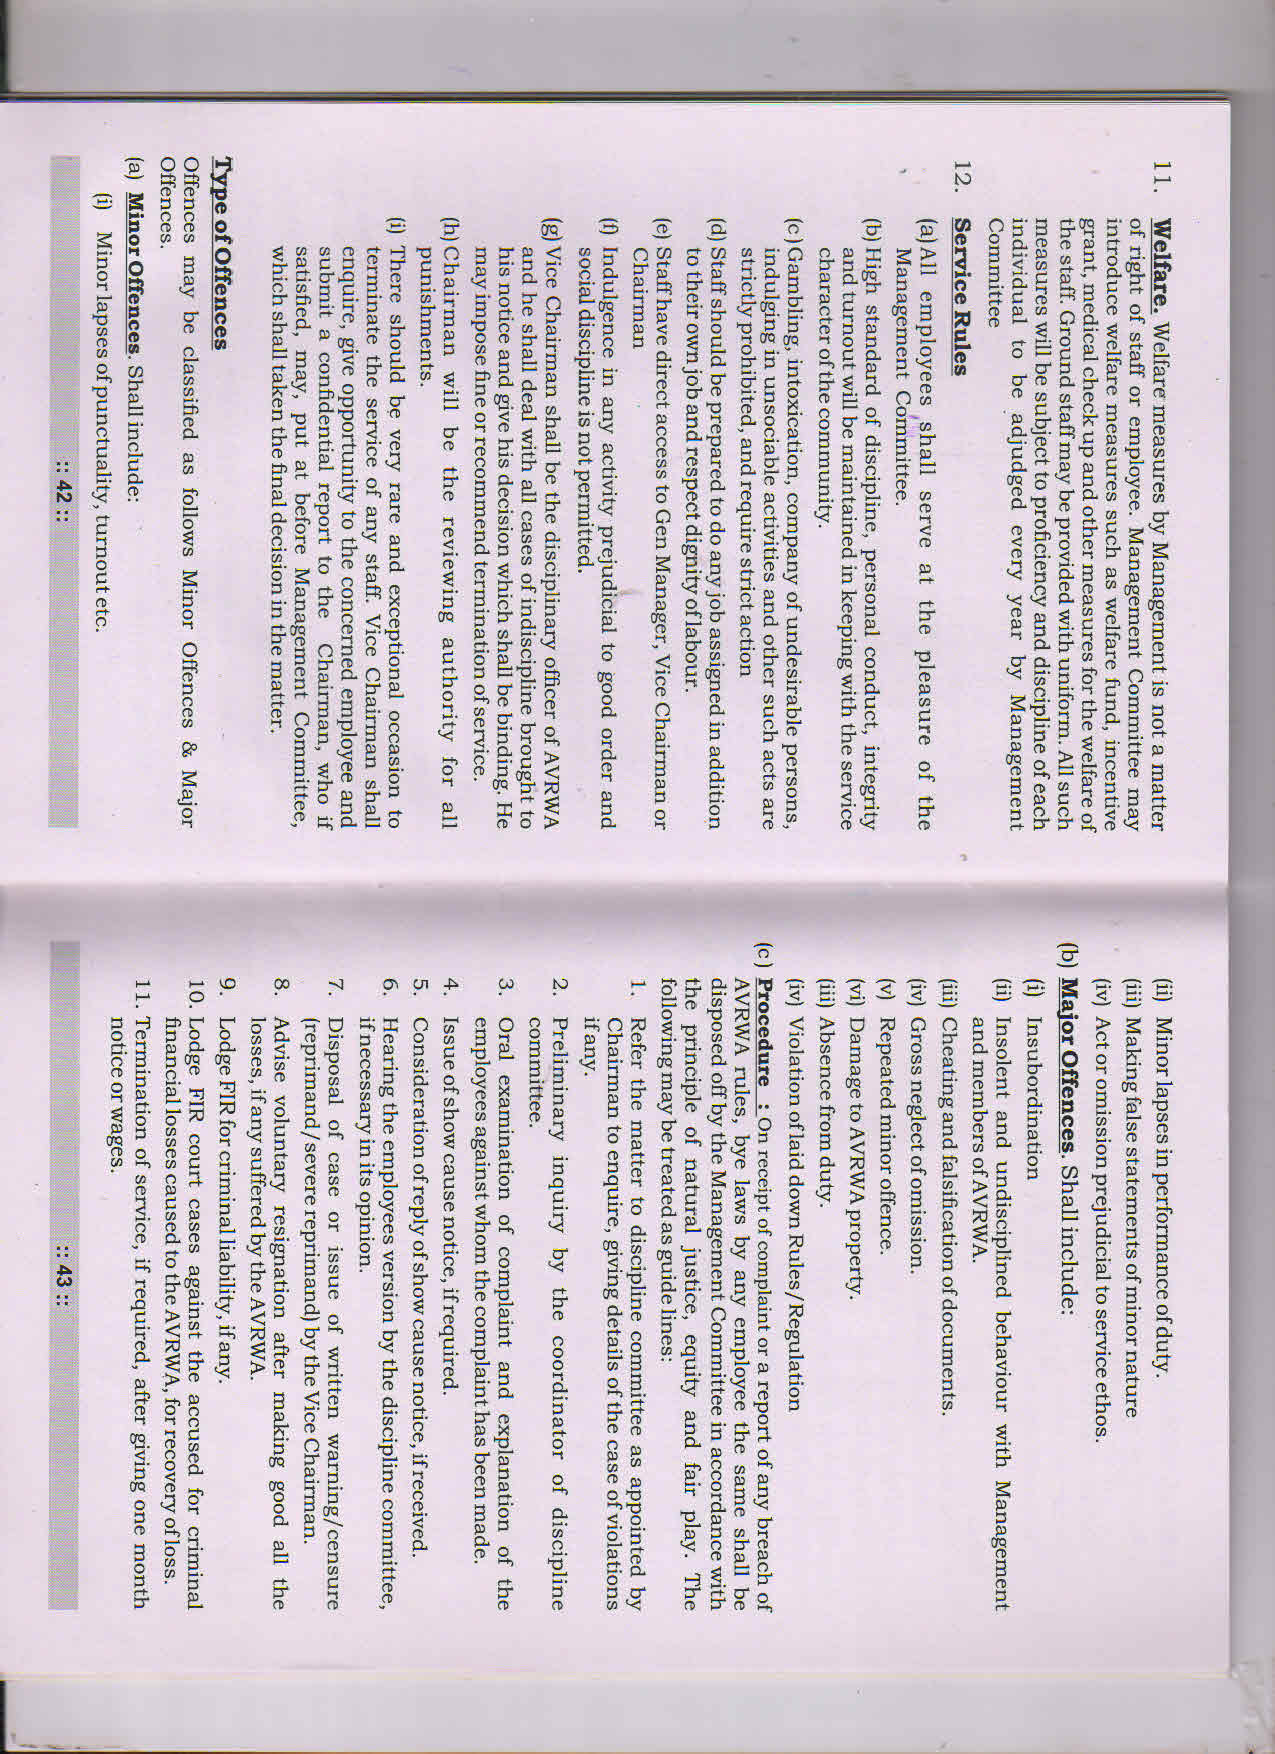 11. Welfare. Welfare measures by Management is not a matter
of right of staff or employee. Management Committee may
introduce welfare measures such as welfare fund, incentive
grant, medical check up and other measures for the welfare of
the staff. Ground staff may be provided with uniform. All such
measures will be subject to proficiency and discipline of each
individual to be adjudged every year by Management
Committee
12. Service Rules
(a) All employees shall serve at the pleasure of the
Management Committee.
(b) High standard of discipline, personal conduct, integrity
and turnout will be maintained in keeping with the service
character of the community.
(c) Gambling, intoxication, company of undesirable persons,
indulging in unsociable activities and other such acts are
strictly prohibited, and require strict action
(d) Staff should be prepared to do any job assigned in addition
to their own job and respect dignity of labour.
(e) Staff have direct access to Gen Manager, Vice Chairman or
Chairman
(f) Indulgence in any activity prejudicial to good order and
social discipline is not permitted.
(g) Vice Chairman shall be the disciplinary officer of AVRWA
and he shall deal with all cases of indiscipline brought to
his notice and give his decision which shall be binding. He
may impose fine or recommend termination of service.
(h) Chairman will be the reviewing authority for all
punishments.
(i) There should be very rare and exceptional occasion to
terminate the service of any staff. Vice Chairman shall
enquire, give opportunity to the concerned employee and
submit a confidential report to the Chairman, who if
satisfied, may, put at before Management Committee,
which shall taken the final decision in the matter.
Type of Offences
Offences may be classified as follows Minor Offences & Major
Offences.
(a) Minor Offences. Shall include:
(i) Minor lapses of punctuality, turnout etc.
:: 42 ::
(ii) Minor lapses in performance of duty.
(iii) Making false statements of minor nature
(iv) Act or omission prejudicial to service ethos.
(b) Major Offences. Shall include:
(i) Insubordination
(ii) Insolent and undisciplined behaviour with Management
and members of AVRWA.
(iii) Cheating and falsification of documents.
(iv) Gross neglect of omission.
(v) Repeated minor offence.
(vi) Damage to AVRWA property.
(iii) Absence from duty.
(iv) Violation of laid down Rules/Regulation
(c) Procedure : On receipt of complaint or a report of any breach of
AVRWA rules, bye laws by any employee the same shall be
disposed off by the Management Committee in accordance with
the principle of natural justice, equity and fair play. The
following may be treated as guide lines:
1. Refer the matter to discipline committee as appointed by
Chairman to enquire, giving details of the case of violations
if any.
2. Preliminary inquiry by the coordinator of discipline
committee.
3. Oral examination of complaint and explanation of the
employees against whom the complaint has been made.
4. Issue of show cause notice, if required.
5. Consideration of reply of show cause notice, if received.
6. Hearing the employees version by the discipline committee,
if necessary in its opinion.
7. Disposal of case or issue of written warning/censure
(reprimand/severe reprimand) by the Vice Chairman.
8. Advise voluntary resignation after making good all the
losses, if any suffered by the AVRWA.
9. Lodge FIR for criminal liability, if any.
10. Lodge FIR court cases against the accused for criminal
financial losses caused to the AVRWA, for recovery of loss.
11. Termination of service, if required, after giving one month
notice or wages.
:: 43 ::